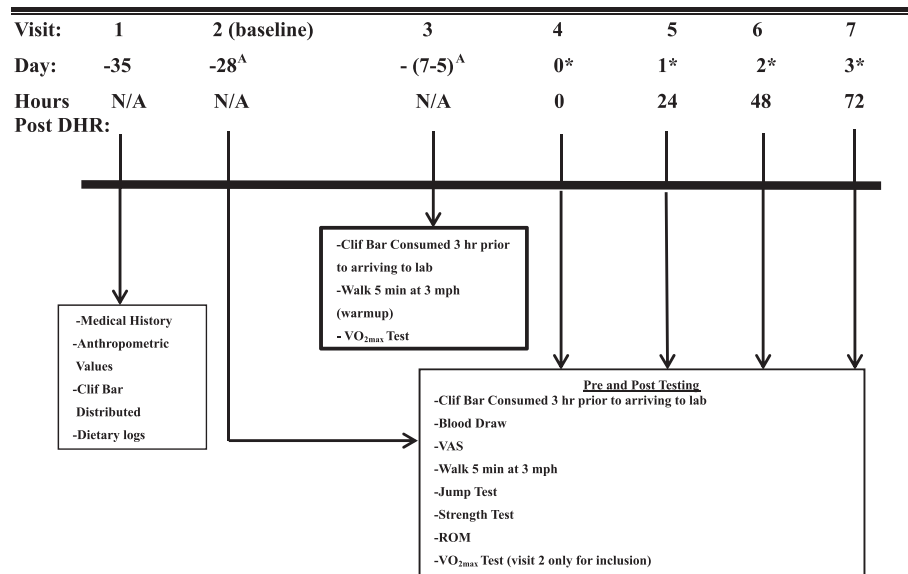 Visit: 1 2 (baseline) 3 4 5 6 7
Day: -35 -28^A - (7-5)^A 0* 1* 2* 3*
Hours N/A N/A N/A 0 24 48 72
Post DHR:
-Clif Bar Consumed 3 hr prior
to arriving to lab
-Walk 5 min at 3 mph
(warmup)
- VO2max Test
-Medical History
-Anthropometric
Values
-Clif Bar
Distributed
-Dietary logs
Pre and Post Testing
-Clif Bar Consumed 3 hr prior to arriving to lab
-Blood Draw
-VAS
-Walk 5 min at 3 mph
-Jump Test
-Strength Test
-ROM
-VO2max Test (visit 2 only for inclusion)